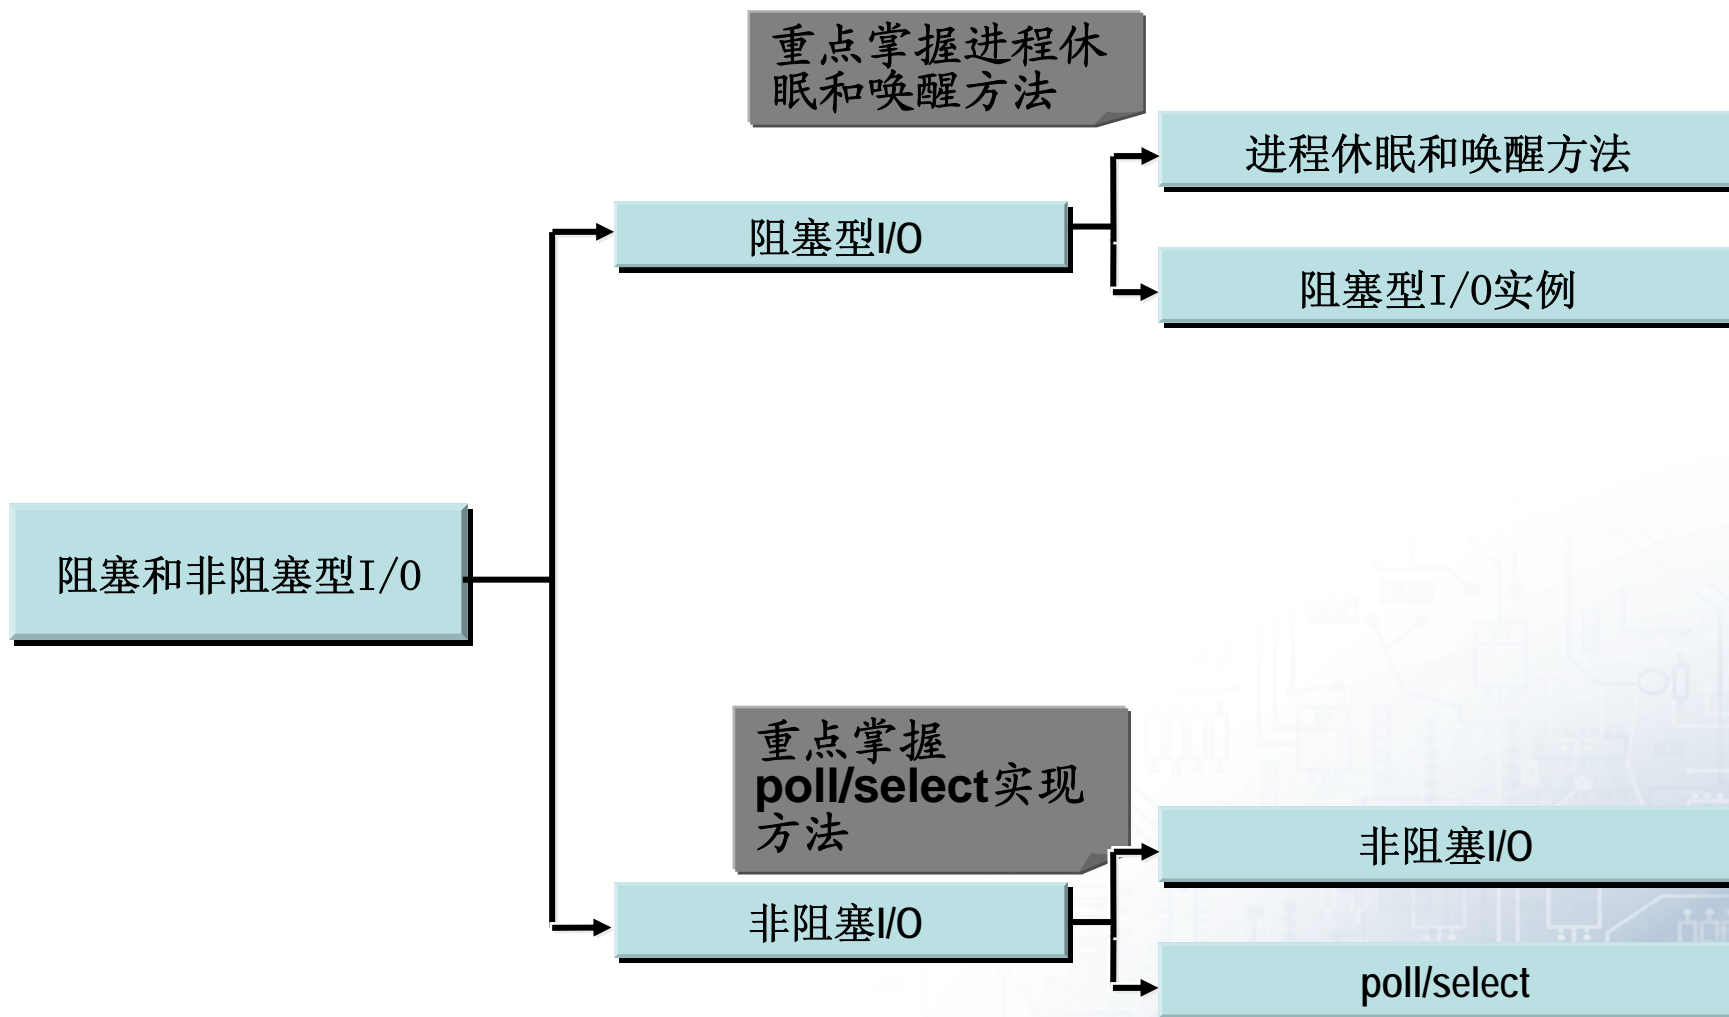 重点掌握进程休
眠和唤醒方法
进程休眠和唤醒方法
阻塞型I/O
阻塞型I/O实例
阻塞和非阻塞型I/O
重点掌握
poll/select实现
方法
非阻塞I/O
非阻塞I/O
poll/select